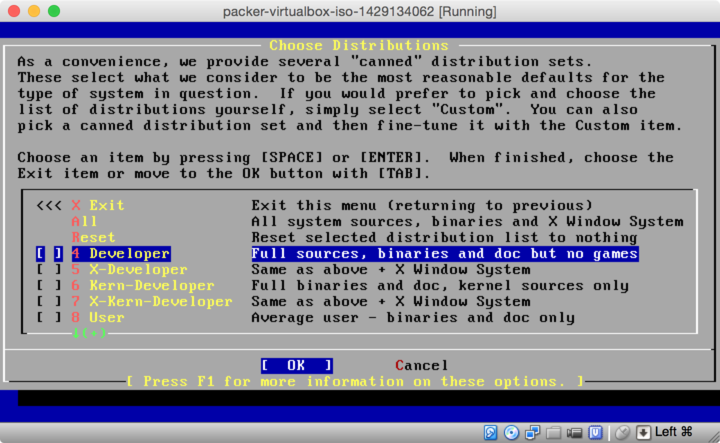 packer-virtualbox-iso-1429134062 [Running]
Choose Distributions
As a convenience, we provide several "canned" distribution sets.
These select what we consider to be the most reasonable defaults for the
type of system in question.  If you would prefer to pick and choose the
list of distributions yourself, simply select "Custom".  You can also
pick a canned distribution set and then fine-tune it with the Custom item.
Choose an item by pressing [SPACE] or [ENTER].  When finished, choose the
Exit item or move to the OK button with [TAB].
<<< X Exit Exit this menu (returning to previous)
All All system sources, binaries and X Window System
Reset Reset selected distribution list to nothing
[ ] 4 Developer Full sources, binaries and doc but no games
[ ] 5 X-Developer Same as above + X Window System
[ ] 6 Kern-Developer Full binaries and doc, kernel sources only
[ ] 7 X-Kern-Developer Same as above + X Window System
[ ] 8 User Average user - binaries and doc only
↓(+)
[ OK ] Cancel
[ Press F1 for more information on these options. ]
Left ⌘